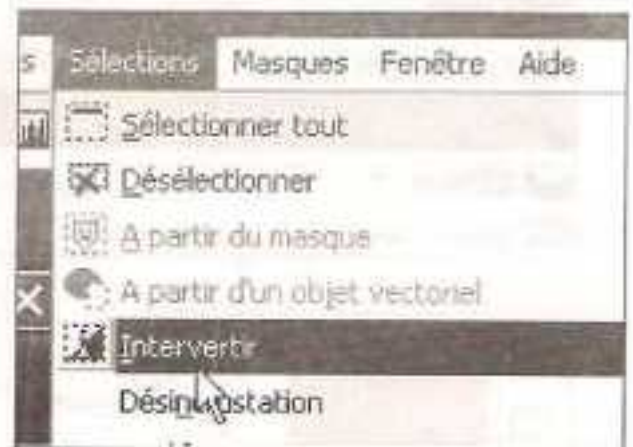 s Sélections Masques Fenêtre Aide
Sélectionner tout
Désélectionner
A partir du masque
A partir d'un objet vectoriel
Intervertir
Désincrustation